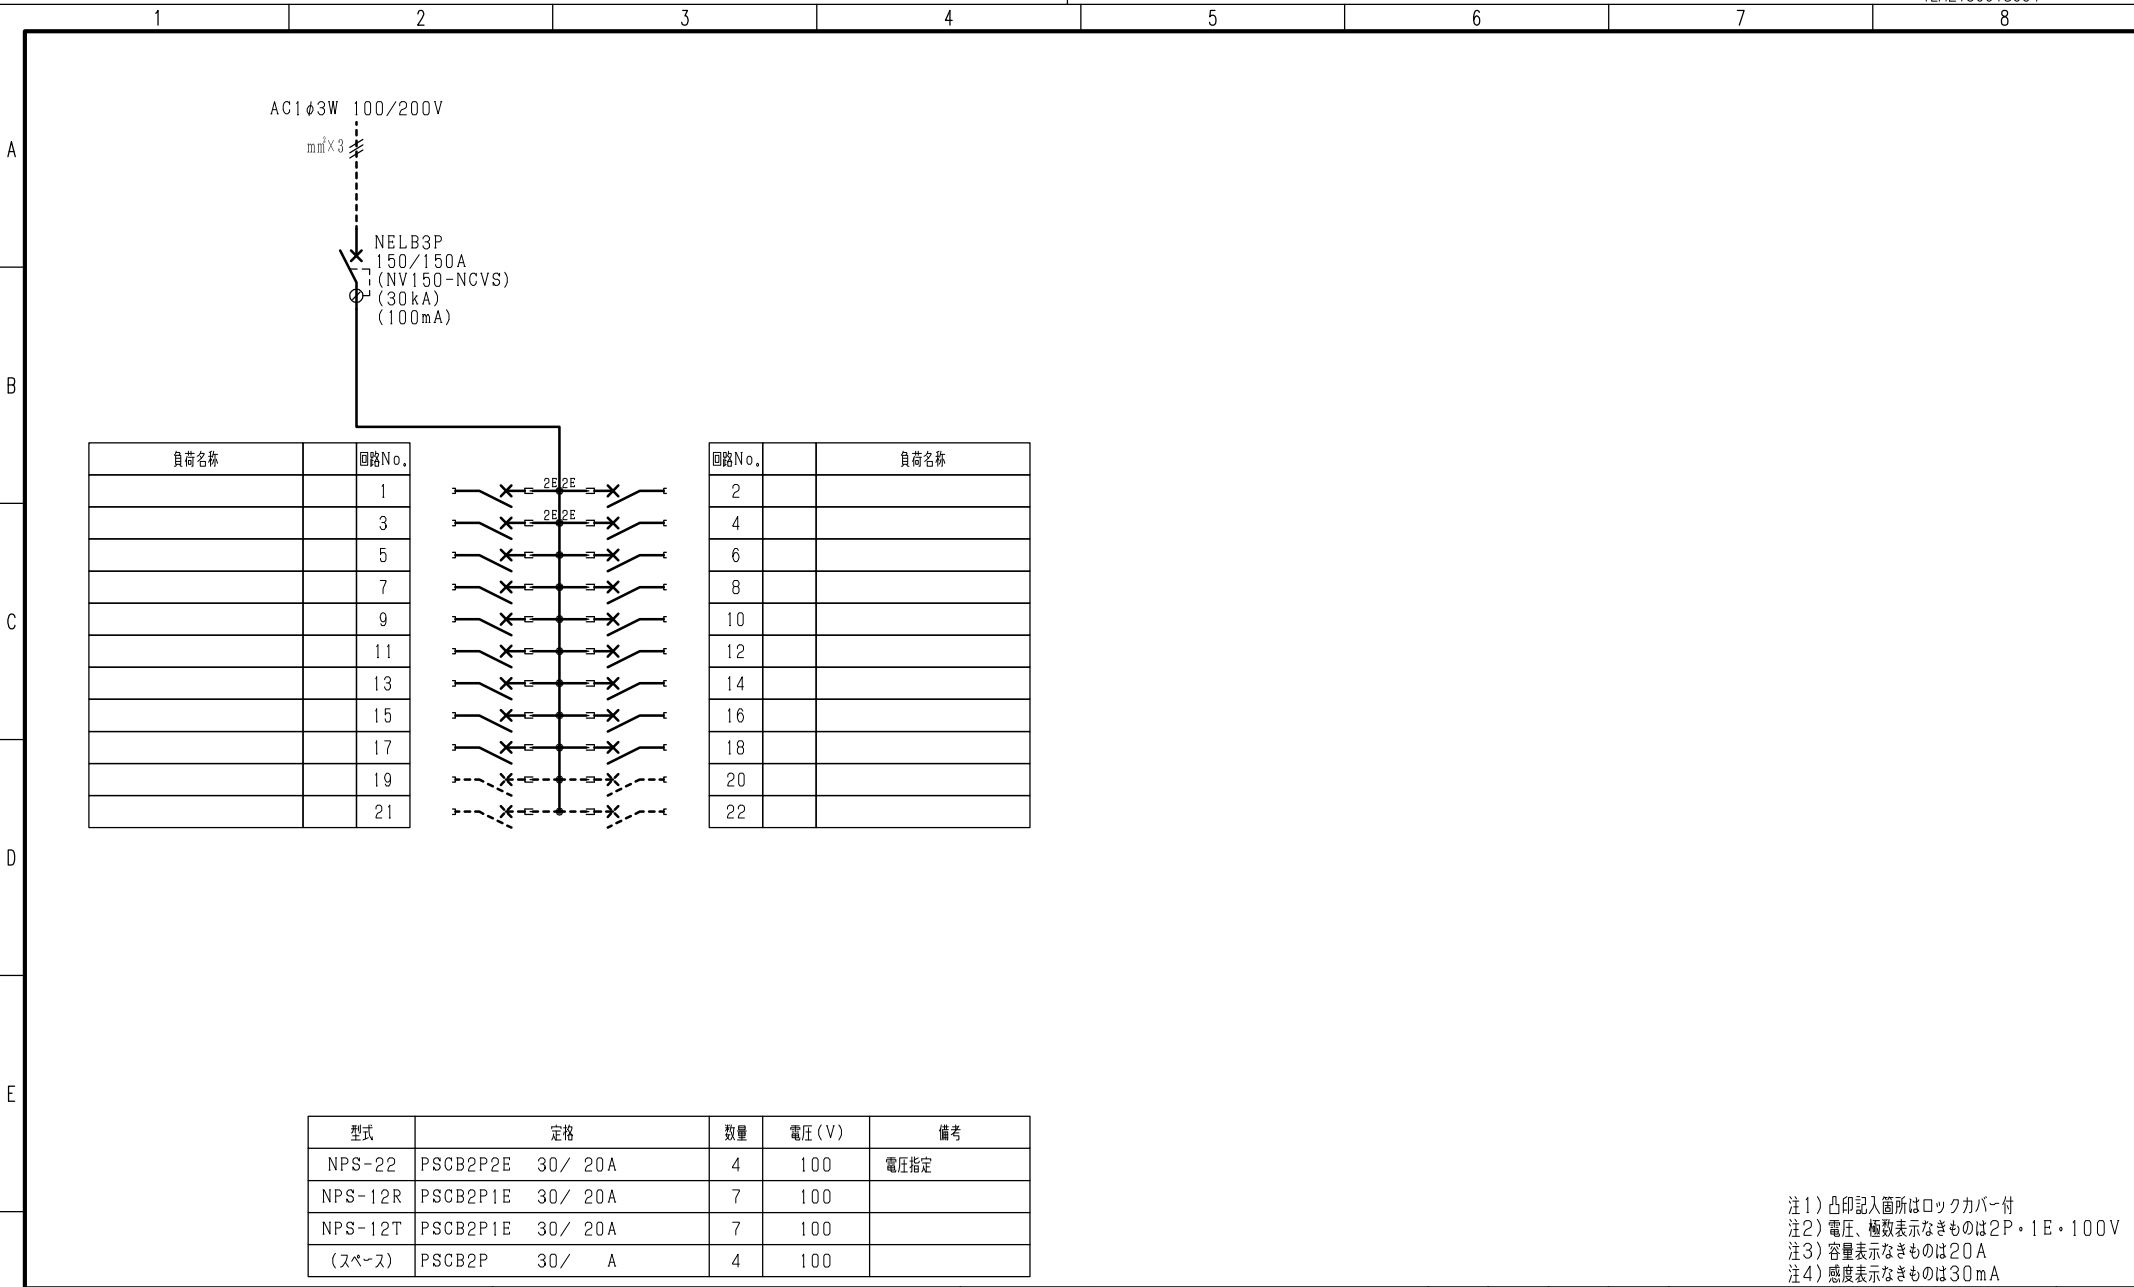 1 2 3 4 5 6 7 8
AC1φ3W 100/200V
mm²×3
A
NELB3P
150/150A
(NV150-NCVS)
(30kA)
(100mA)
B
負荷名称 回路No. 回路No. 負荷名称
1 2E 2E 2
3 2E 2E 4
5 6
7 8
C
9 10
11 12
13 14
15 16
17 18
19 20
21 22
D
E
型式 定格 数量 電圧(V) 備考
NPS-22 PSCB2P2E 30/ 20A 4 100 電圧指定
NPS-12R PSCB2P1E 30/ 20A 7 100
NPS-12T PSCB2P1E 30/ 20A 7 100
(スペース) PSCB2P 30/ A 4 100
注1)凸印記入箇所はロックカバー付
注2)電圧、極数表示なきものは2P・1E・100V
注3)容量表示なきものは20A
注4)感度表示なきものは30mA